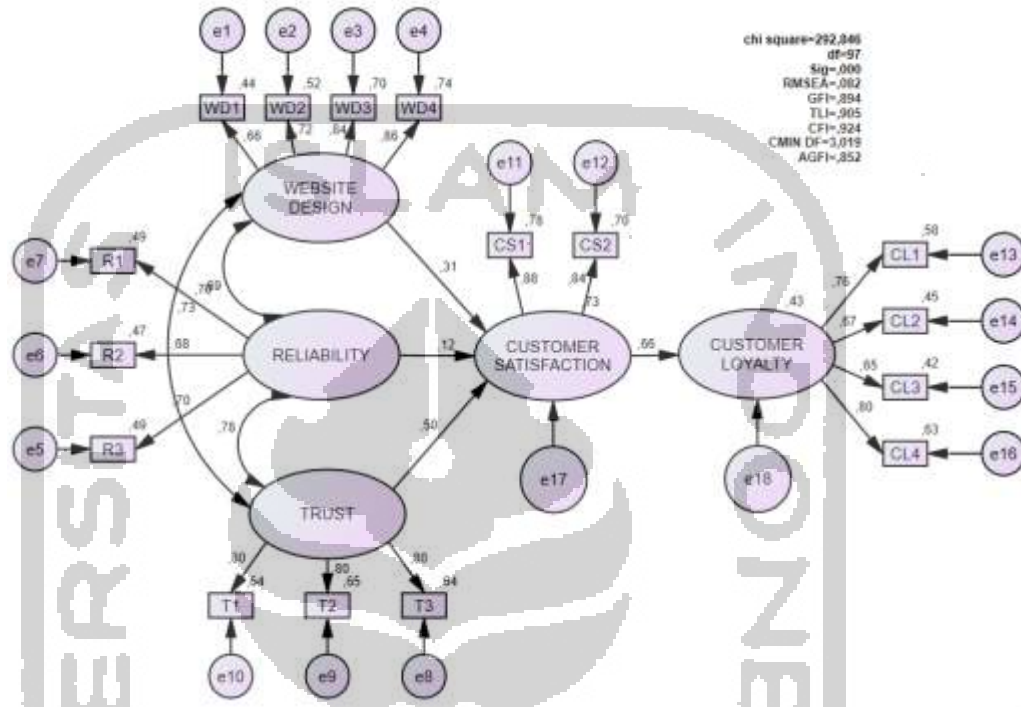 e1 e2 e3 e4
,44 ,52 ,70 ,74
WD1 WD2 WD3 WD4
,66 ,72 ,84 ,86
chi square=292,846
df=97
Sig=,000
RMSEA=,082
GFI=,894
TLI=,905
CFI=,924
CMIN DF=3,019
AGFI=,852
WEBSITE
DESIGN
e11 e12
,78 ,70
CS1 CS2
,88 ,84
,73
e7 R1 ,49
e6 R2 ,47
e5 R3 ,49
,70
,68
,70
,73
,69
,78
RELIABILITY
,31
,12
,50
CUSTOMER
SATISFACTION
,66
,43
CUSTOMER
LOYALTY
,76
,67
,65
,80
,58
CL1 e13
,45
CL2 e14
,42
CL3 e15
,63
CL4 e16
e17 e18
TRUST
,80 ,80
,54 ,65
T1 T2 T3
e10 e9 e8
ISLAM
ERSITAS